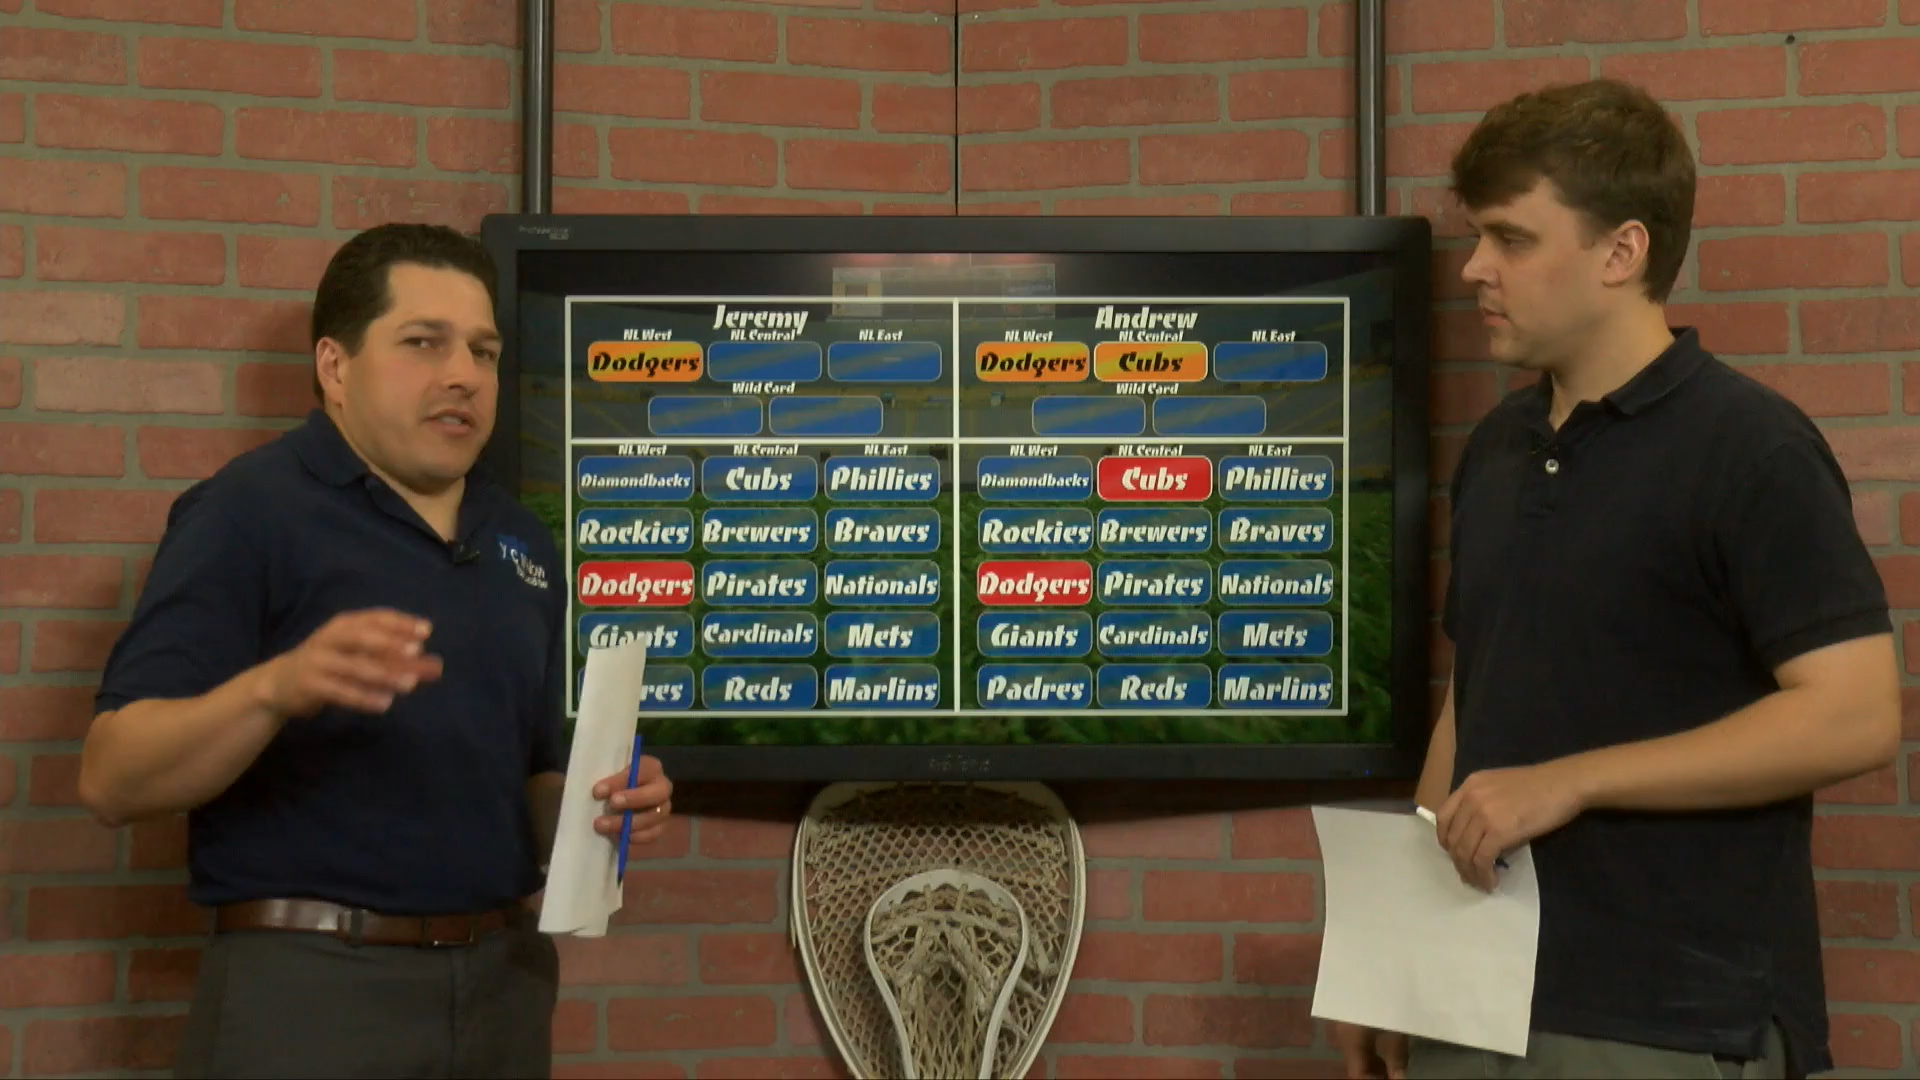 Jeremy
NL West NL Central NL East
Dodgers
Wild Card
NL West NL Central NL East
Diamondbacks Cubs Phillies
Rockies Brewers Braves
Dodgers Pirates Nationals
Giants Cardinals Mets
res Reds Marlins
Andrew
NL West NL Central NL East
Dodgers Cubs
Wild Card
NL West NL Central NL East
Diamondbacks Cubs Phillies
Rockies Brewers Braves
Dodgers Pirates Nationals
Giants Cardinals Mets
Padres Reds Marlins